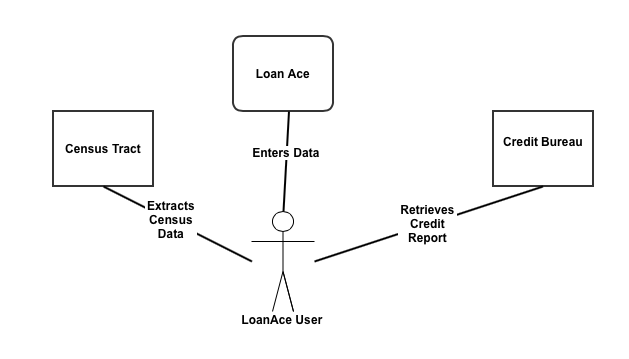 Loan Ace
Census Tract
Credit Bureau
Enters Data
Extracts
Census
Data
Retrieves
Credit
Report
LoanAce User